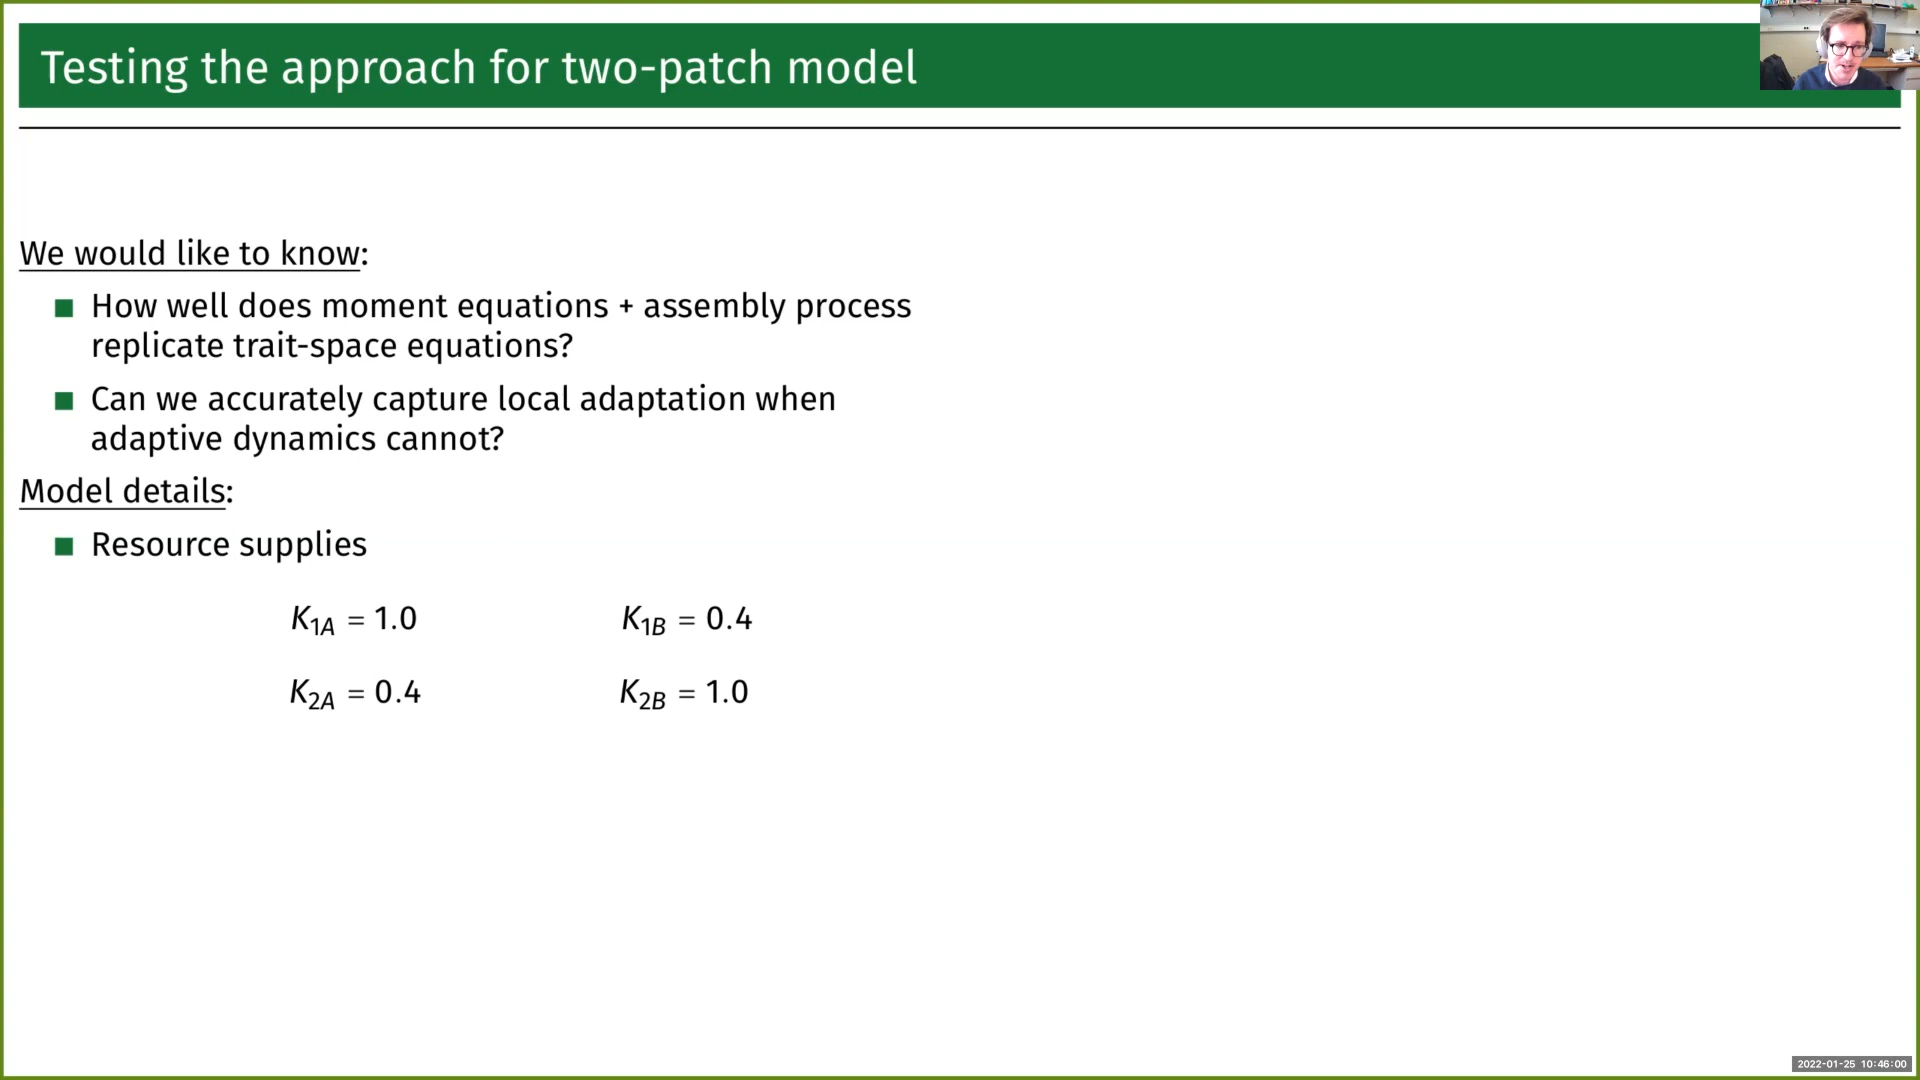 Testing the approach for two-patch model
We would like to know:
How well does moment equations + assembly process
replicate trait-space equations?
Can we accurately capture local adaptation when
adaptive dynamics cannot?
Model details:
Resource supplies
K1A = 1.0 K1B = 0.4
K2A = 0.4 K2B = 1.0
2022-01-25 10:46:00